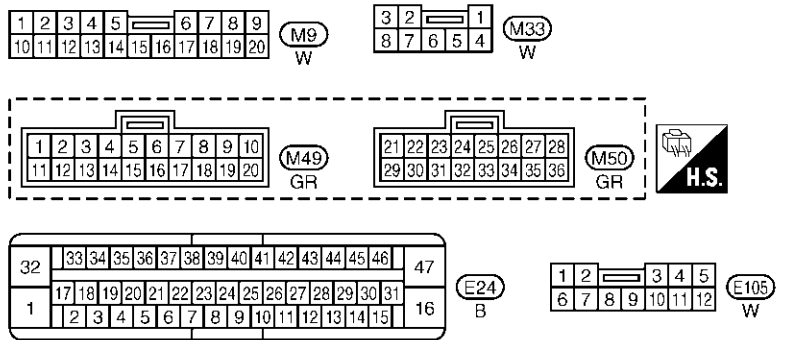 1 2 3 4 5 6 7 8 9
10 11 12 13 14 15 16 17 18 19 20
M9
W
3 2 1
8 7 6 5 4
M33
W
1 2 3 4 5 6 7 8 9 10
11 12 13 14 15 16 17 18 19 20
M49
GR
21 22 23 24 25 26 27 28
29 30 31 32 33 34 35 36
M50
GR
H.S.
32 33 34 35 36 37 38 39 40 41 42 43 44 45 46 47
17 18 19 20 21 22 23 24 25 26 27 28 29 30 31
1 2 3 4 5 6 7 8 9 10 11 12 13 14 15 16
E24
B
1 2 3 4 5
6 7 8 9 10 11 12
E105
W